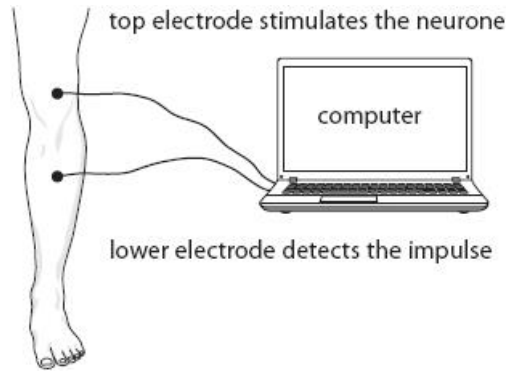 top electrode stimulates the neurone
computer
lower electrode detects the impulse